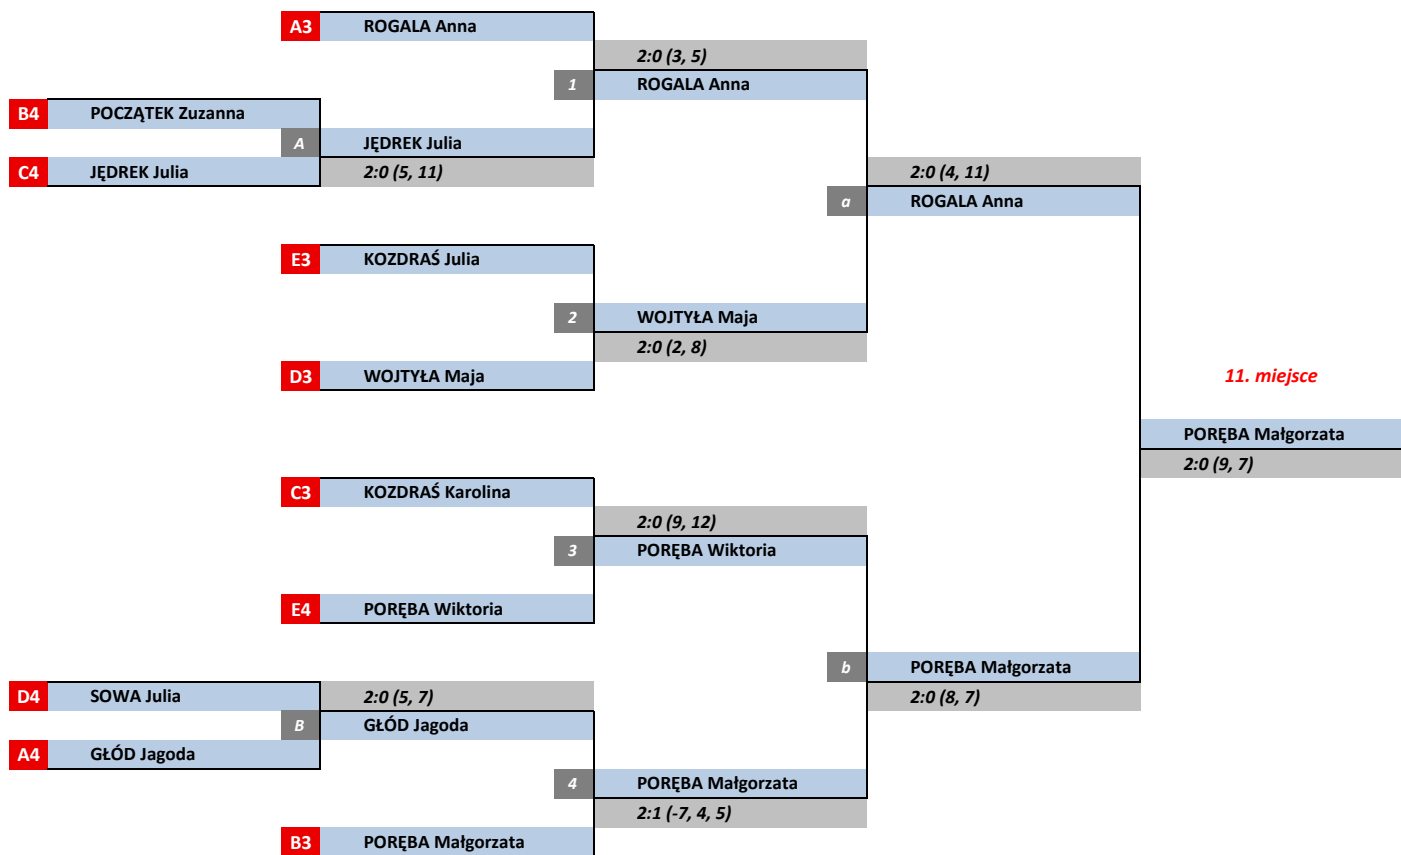 A3 ROGALA Anna
2:0 (3, 5)
1 ROGALA Anna
B4 POCZĄTEK Zuzanna
A JĘDREK Julia
C4 JĘDREK Julia 2:0 (5, 11) 2:0 (4, 11)
a ROGALA Anna
E3 KOZDRAŚ Julia
2 WOJTYŁA Maja
2:0 (2, 8)
D3 WOJTYŁA Maja 11. miejsce
PORĘBA Małgorzata
2:0 (9, 7)
C3 KOZDRAŚ Karolina
2:0 (9, 12)
3 PORĘBA Wiktoria
E4 PORĘBA Wiktoria
b PORĘBA Małgorzata
D4 SOWA Julia 2:0 (5, 7) 2:0 (8, 7)
B GŁÓD Jagoda
A4 GŁÓD Jagoda
4 PORĘBA Małgorzata
2:1 (-7, 4, 5)
B3 PORĘBA Małgorzata